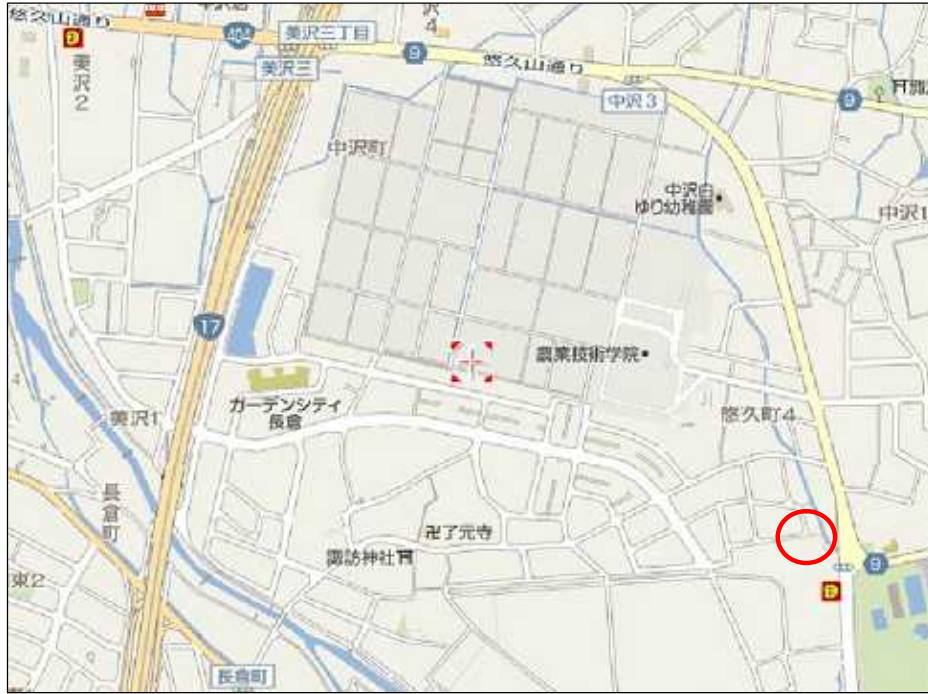 悠久山通り
404
美沢三丁目
9
悠久山通り
美沢2
美沢三
中沢3
9
中沢町
中沢白
ゆり幼稚園
17
農業技術学院
ガーデンシティ
長倉
美沢1
悠久町4
長倉町
卍了元寺
諏訪神社
東2
9
長倉町